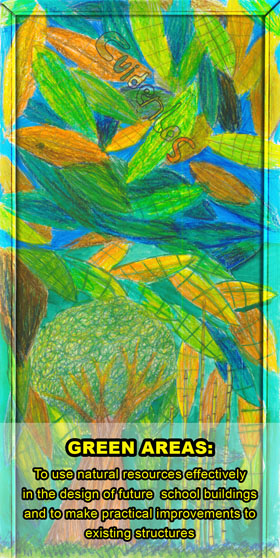 GREEN AREAS:
To use natural resources effectively
in the design of future school buildings
and to make practical improvements to
existing structures